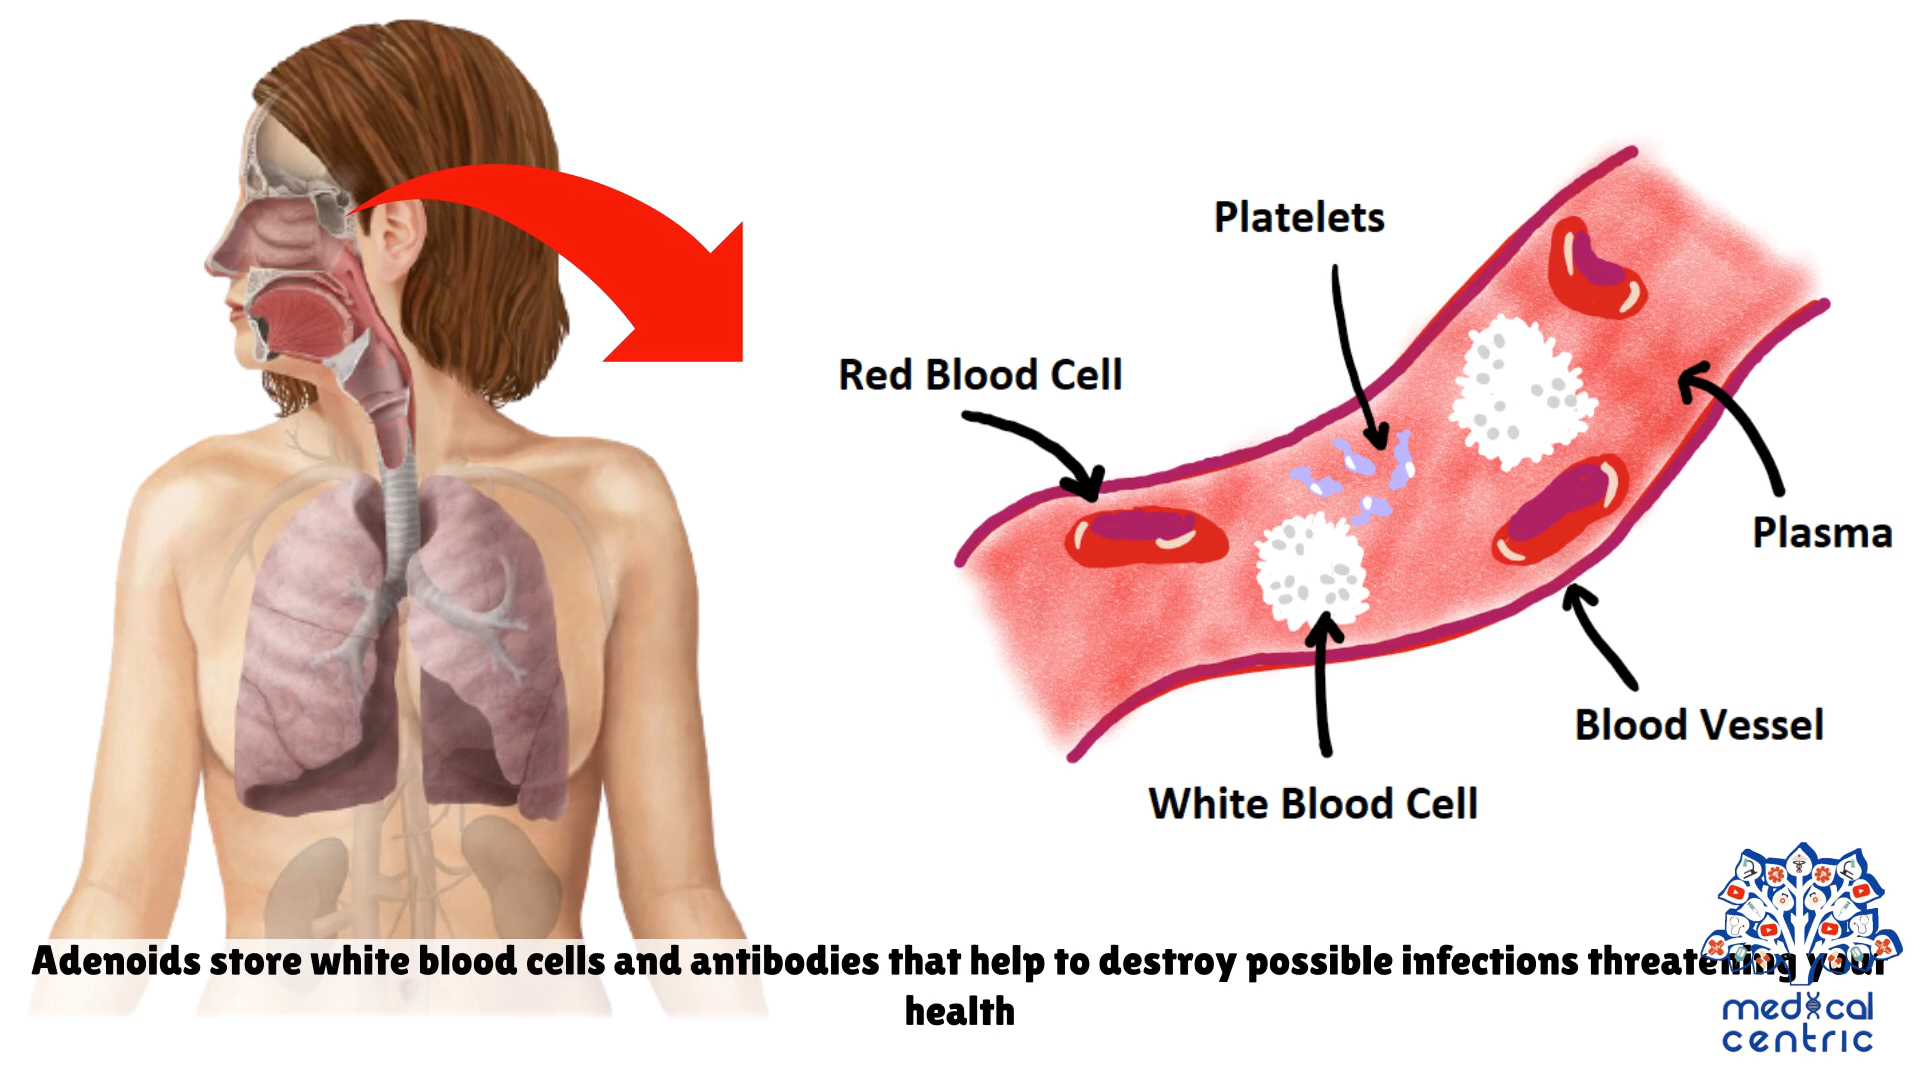 Platelets
Red Blood Cell
Plasma
Blood Vessel
White Blood Cell
Adenoids store white blood cells and antibodies that help to destroy possible infections threatening your
health
medical
centric